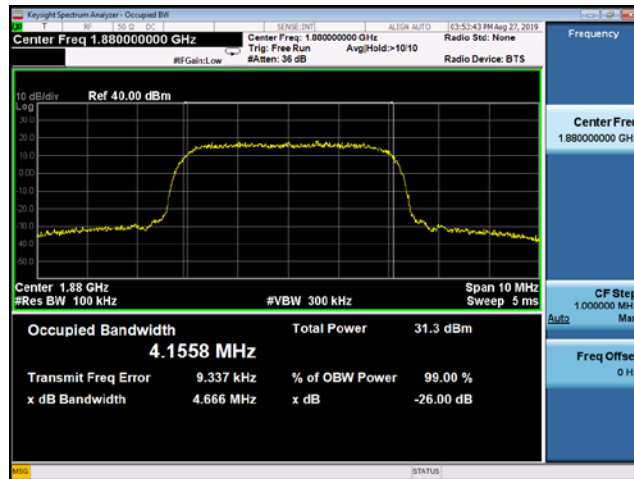 Keysight Spectrum Analyzer - Occupied BW
T RF 50 Ω DC SENSE:INT ALIGN AUTO 03:53:43 PM Aug 27, 2019
Center Freq 1.880000000 GHz
Center Freq: 1.880000000 GHz
Radio Std: None
Trig: Free Run Avg|Hold:>10/10
#IFGain:Low #Atten: 36 dB Radio Device: BTS
Frequency
10 dB/div Ref 40.00 dBm
Log
30.0
20.0
10.0
0.00
-10.0
-20.0
-30.0
-40.0
-50.0
Center Freq
1.880000000 GH
Center 1.88 GHz Span 10 MHz
#Res BW 100 kHz #VBW 300 kHz Sweep 5 ms
CF Step
1.000000 MH
Auto Ma
Occupied Bandwidth Total Power 31.3 dBm
4.1558 MHz
Transmit Freq Error 9.337 kHz % of OBW Power 99.00 %
x dB Bandwidth 4.666 MHz x dB -26.00 dB
Freq Offse
0 H
MSG STATUS